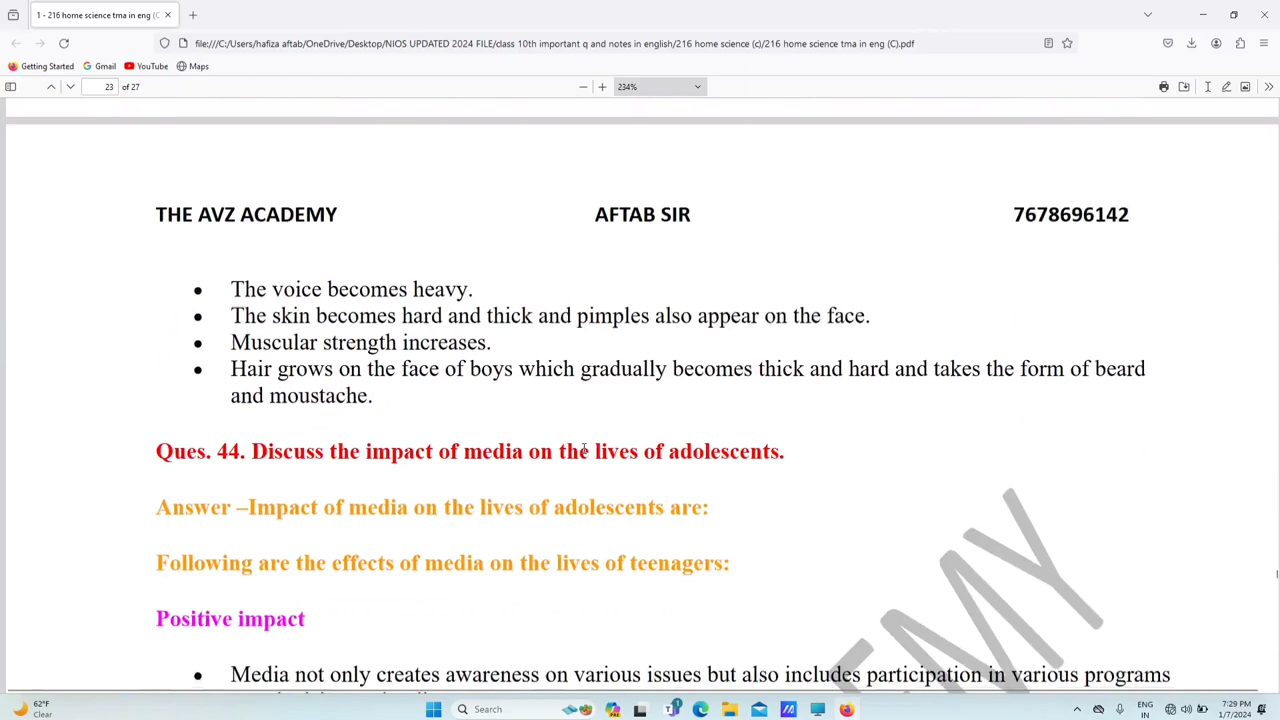 1 - 216 home science tma in eng (C
file:///C:/Users/hafiza aftab/OneDrive/Desktop/NIOS UPDATED 2024 FILE/class 10th important q and notes in english/216 home science (c)/216 home science tma in eng (C).pdf
Getting Started Gmail YouTube Maps
23 of 27 234%
THE AVZ ACADEMY AFTAB SIR 7678696142
• The voice becomes heavy.
• The skin becomes hard and thick and pimples also appear on the face.
• Muscular strength increases.
• Hair grows on the face of boys which gradually becomes thick and hard and takes the form of beard
and moustache.
Ques. 44. Discuss the impact of media on the lives of adolescents.
Answer –Impact of media on the lives of adolescents are:
Following are the effects of media on the lives of teenagers:
Positive impact
• Media not only creates awareness on various issues but also includes participation in various programs
EMY
62°F
Clear
Search
ENG
IN
7:29 PM
1/7/2024